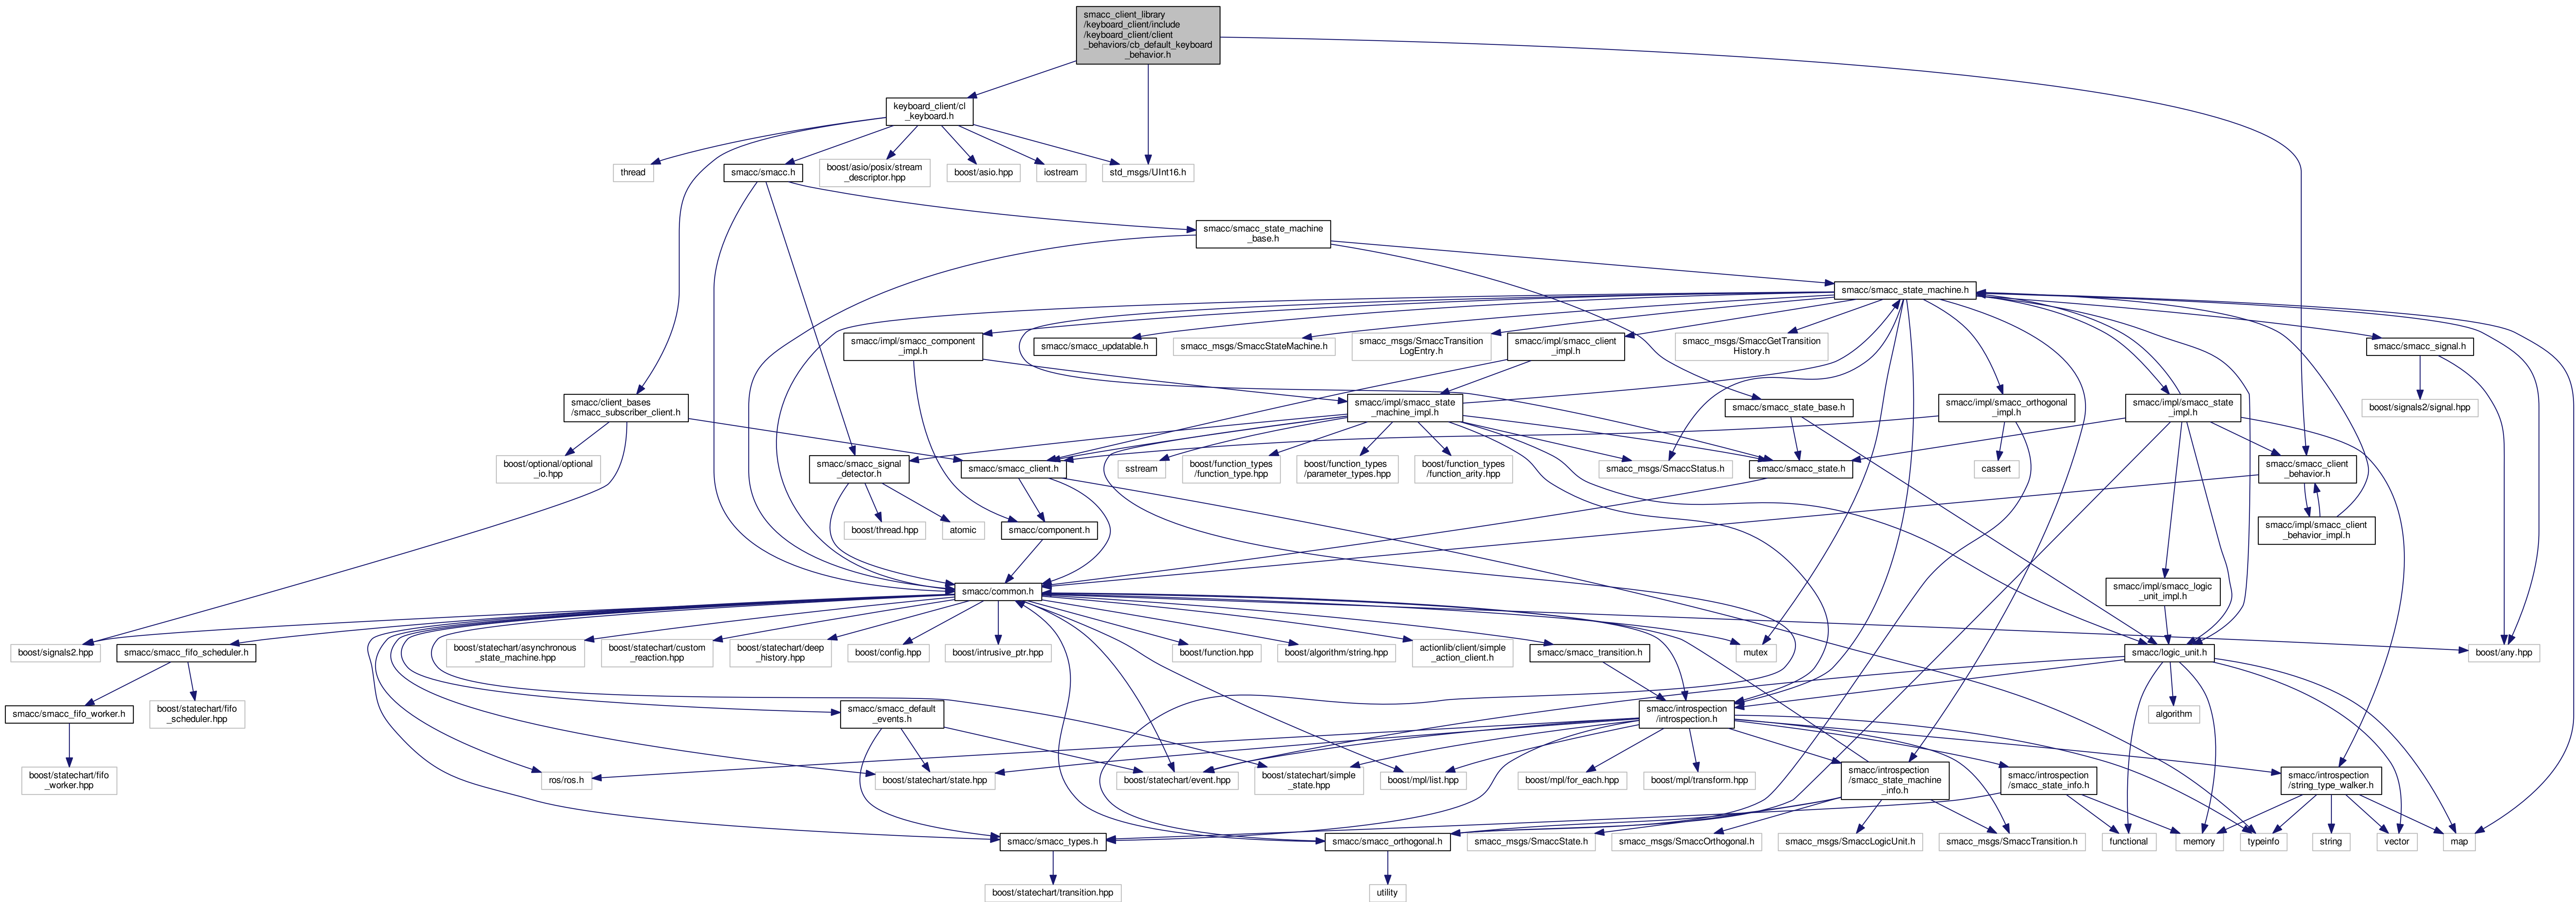 smacc_client_library
/keyboard_client/include
/keyboard_client/client
_behaviors/cb_default_keyboard
_behavior.h
keyboard_client/cl
_keyboard.h
thread
smacc/smacc.h
boost/asio/posix/stream
_descriptor.hpp
boost/asio.hpp
iostream
std_msgs/UInt16.h
smacc/smacc_state_machine
_base.h
smacc/smacc_state_machine.h
smacc/impl/smacc_component
_impl.h
smacc/smacc_updatable.h
smacc_msgs/SmaccStateMachine.h
smacc_msgs/SmaccTransition
LogEntry.h
smacc/impl/smacc_client
_impl.h
smacc_msgs/SmaccGetTransition
History.h
smacc/smacc_signal.h
smacc/client_bases
/smacc_subscriber_client.h
smacc/impl/smacc_state
_machine_impl.h
smacc/smacc_state_base.h
smacc/impl/smacc_orthogonal
_impl.h
smacc/impl/smacc_state
_impl.h
boost/signals2/signal.hpp
boost/optional/optional
_io.hpp
smacc/smacc_signal
_detector.h
smacc/smacc_client.h
sstream
boost/function_types
/function_type.hpp
boost/function_types
/parameter_types.hpp
boost/function_types
/function_arity.hpp
smacc_msgs/SmaccStatus.h
smacc/smacc_state.h
cassert
smacc/smacc_client
_behavior.h
boost/thread.hpp
atomic
smacc/component.h
smacc/impl/smacc_client
_behavior_impl.h
smacc/common.h
smacc/impl/smacc_logic
_unit_impl.h
boost/signals2.hpp
smacc/smacc_fifo_scheduler.h
boost/statechart/asynchronous
_state_machine.hpp
boost/statechart/custom
_reaction.hpp
boost/statechart/deep
_history.hpp
boost/config.hpp
boost/intrusive_ptr.hpp
boost/function.hpp
boost/algorithm/string.hpp
actionlib/client/simple
_action_client.h
smacc/smacc_transition.h
mutex
smacc/logic_unit.h
boost/any.hpp
smacc/smacc_fifo_worker.h
boost/statechart/fifo
_scheduler.hpp
smacc/smacc_default
_events.h
smacc/introspection
/introspection.h
algorithm
boost/statechart/fifo
_worker.hpp
ros/ros.h
boost/statechart/state.hpp
boost/statechart/event.hpp
boost/statechart/simple
_state.hpp
boost/mpl/list.hpp
boost/mpl/for_each.hpp
boost/mpl/transform.hpp
smacc/introspection
/smacc_state_machine
_info.h
smacc/introspection
/smacc_state_info.h
smacc/introspection
/string_type_walker.h
smacc/smacc_types.h
smacc/smacc_orthogonal.h
smacc_msgs/SmaccState.h
smacc_msgs/SmaccOrthogonal.h
smacc_msgs/SmaccLogicUnit.h
smacc_msgs/SmaccTransition.h
functional
memory
typeinfo
string
vector
map
boost/statechart/transition.hpp
utility